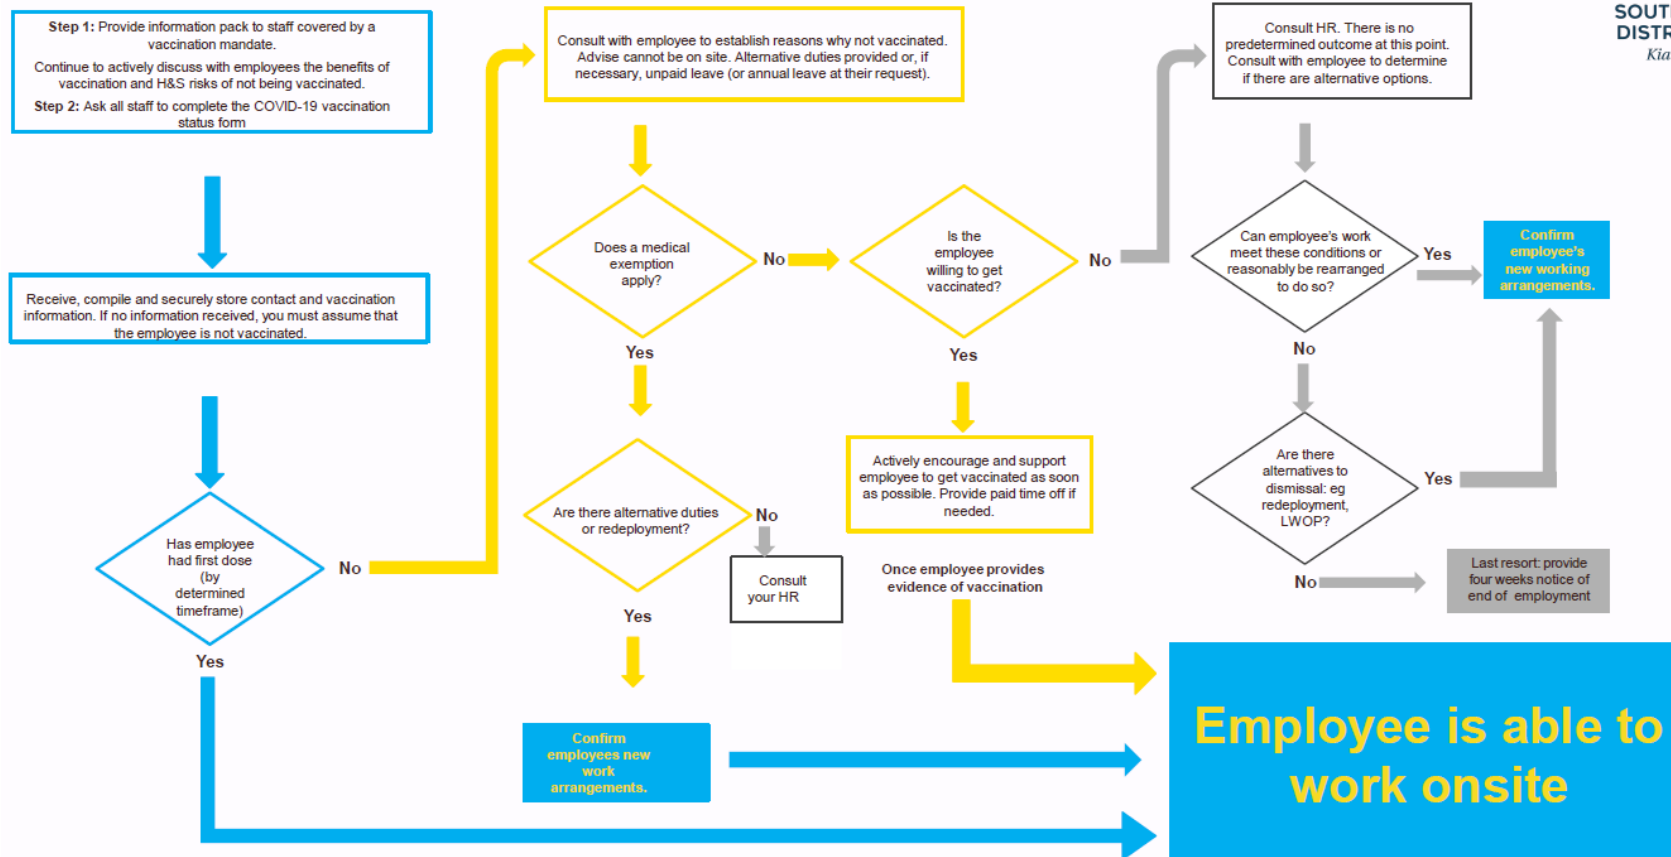 Step 1: Provide information pack to staff covered by a
vaccination mandate.
Continue to actively discuss with employees the benefits of
vaccination and H&S risks of not being vaccinated.
Step 2: Ask all staff to complete the COVID-19 vaccination
status form
Receive, compile and securely store contact and vaccination
information. If no information received, you must assume that
the employee is not vaccinated.
Has employee
had first dose
(by
determined
timeframe)
No
Yes
Consult with employee to establish reasons why not vaccinated.
Advise cannot be on site. Alternative duties provided or, if
necessary, unpaid leave (or annual leave at their request).
Does a medical
exemption
apply?
No
Yes
Are there alternative duties
or redeployment?
No
Consult
your HR
Yes
Confirm
employees new
work
arrangements.
Is the
employee
willing to get
vaccinated?
No
Yes
Actively encourage and support
employee to get vaccinated as soon
as possible. Provide paid time off if
needed.
Once employee provides
evidence of vaccination
Consult HR. There is no
predetermined outcome at this point.
Consult with employee to determine
if there are alternative options.
Can employee's work
meet these conditions or
reasonably be rearranged
to do so?
Yes
Confirm
employee's
new working
arrangements.
No
Are there
alternatives to
dismissal: eg
redeployment,
LWOP?
Yes
No
Last resort: provide
four weeks notice of
end of employment
Employee is able to
work onsite